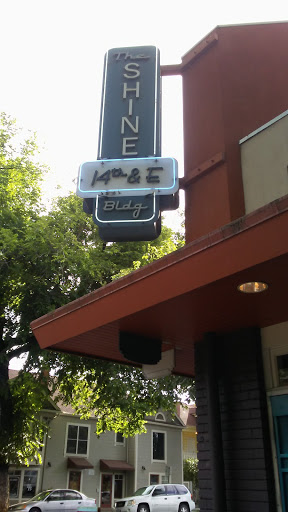 The
SHINE
14th & E
Bldg